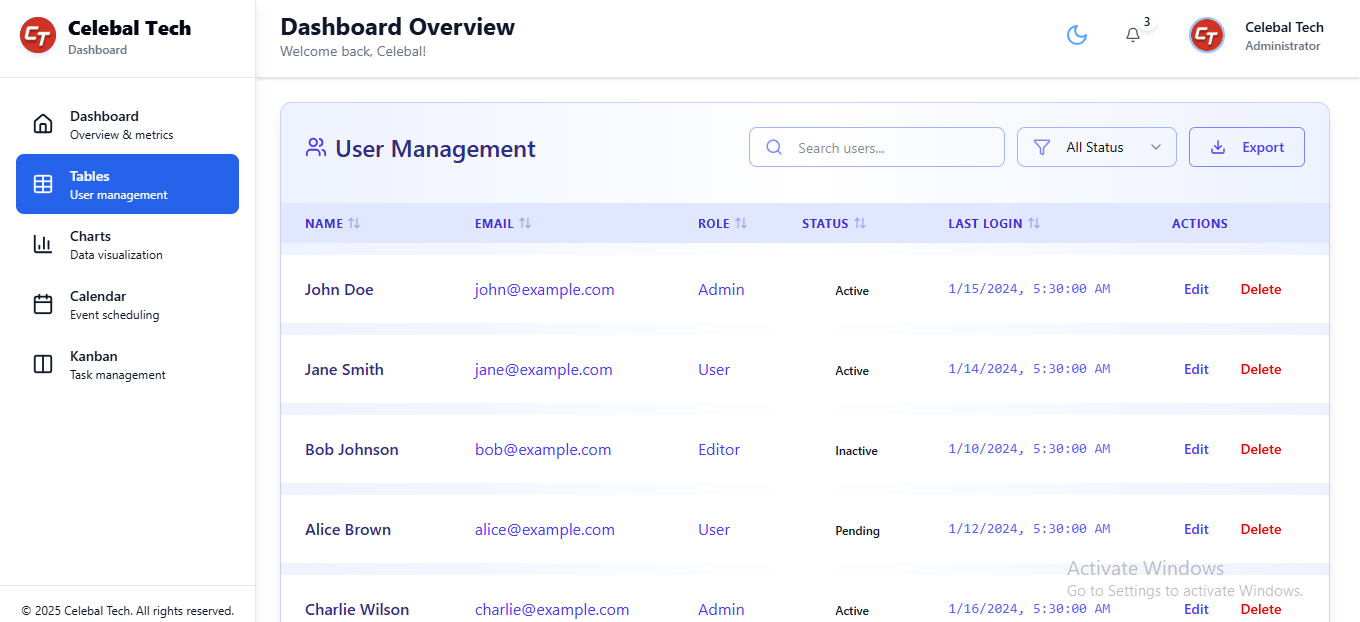 CT Celebal Tech
Dashboard
Dashboard Overview
Welcome back, Celebal!
3
CT
Celebal Tech
Administrator
Dashboard
Overview & metrics
Tables
User management
Charts
Data visualization
Calendar
Event scheduling
Kanban
Task management
© 2025 Celebal Tech. All rights reserved.
User Management
Search users...
All Status
Export
NAME EMAIL ROLE STATUS LAST LOGIN ACTIONS
John Doe john@example.com Admin Active 1/15/2024, 5:30:00 AM Edit Delete
Jane Smith jane@example.com User Active 1/14/2024, 5:30:00 AM Edit Delete
Bob Johnson bob@example.com Editor Inactive 1/10/2024, 5:30:00 AM Edit Delete
Alice Brown alice@example.com User Pending 1/12/2024, 5:30:00 AM Edit Delete
Charlie Wilson charlie@example.com Admin Active 1/16/2024, 5:30:00 AM Edit Delete
Activate Windows
Go to Settings to activate Windows.